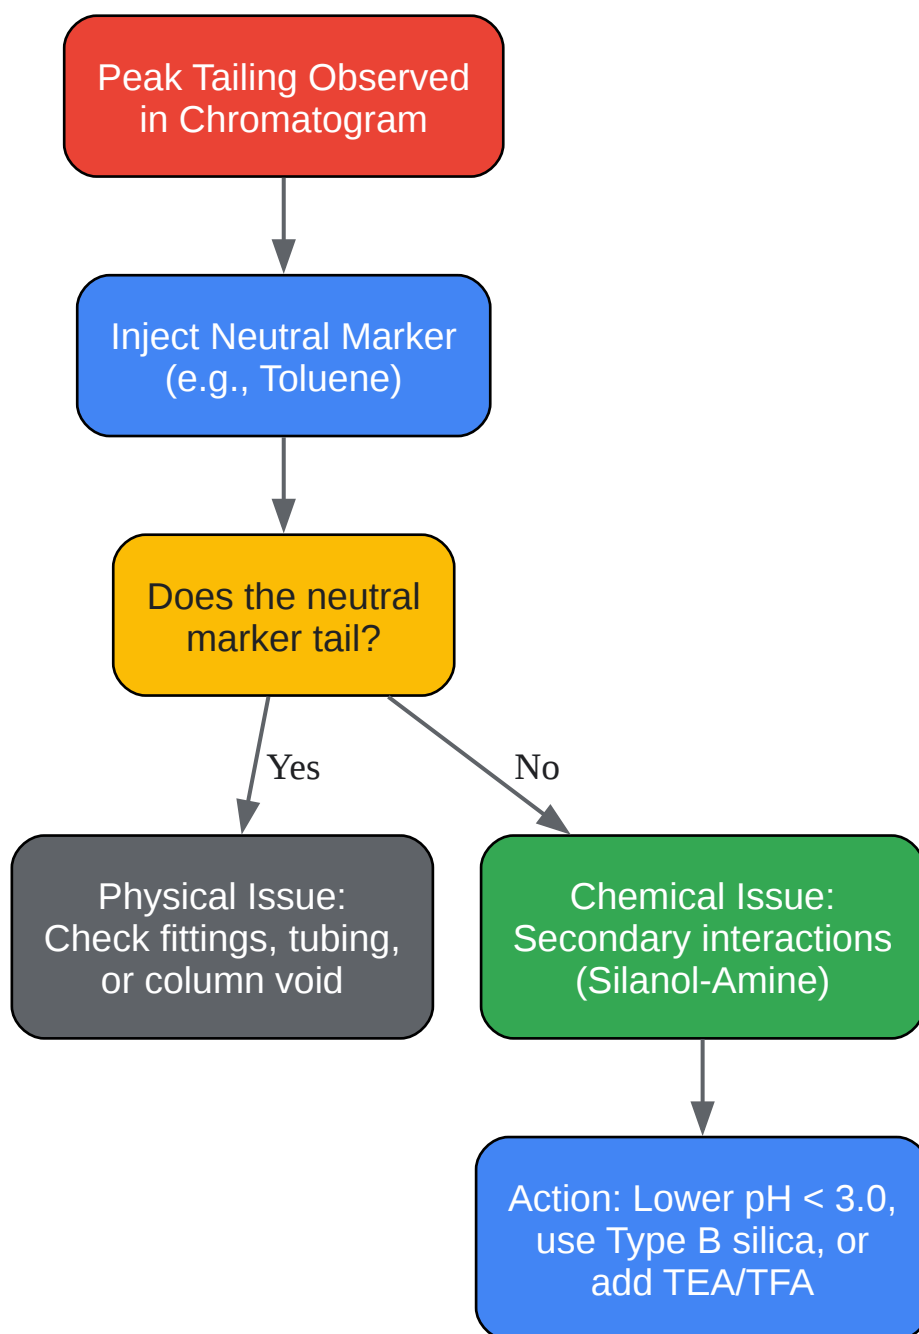 Peak Tailing Observed
in Chromatogram
Inject Neutral Marker
(e.g., Toluene)
Does the neutral
marker tail?
Yes
No
Physical Issue:
Check fittings, tubing,
or column void
Chemical Issue:
Secondary interactions
(Silanol-Amine)
Action: Lower pH < 3.0,
use Type B silica, or
add TEA/TFA